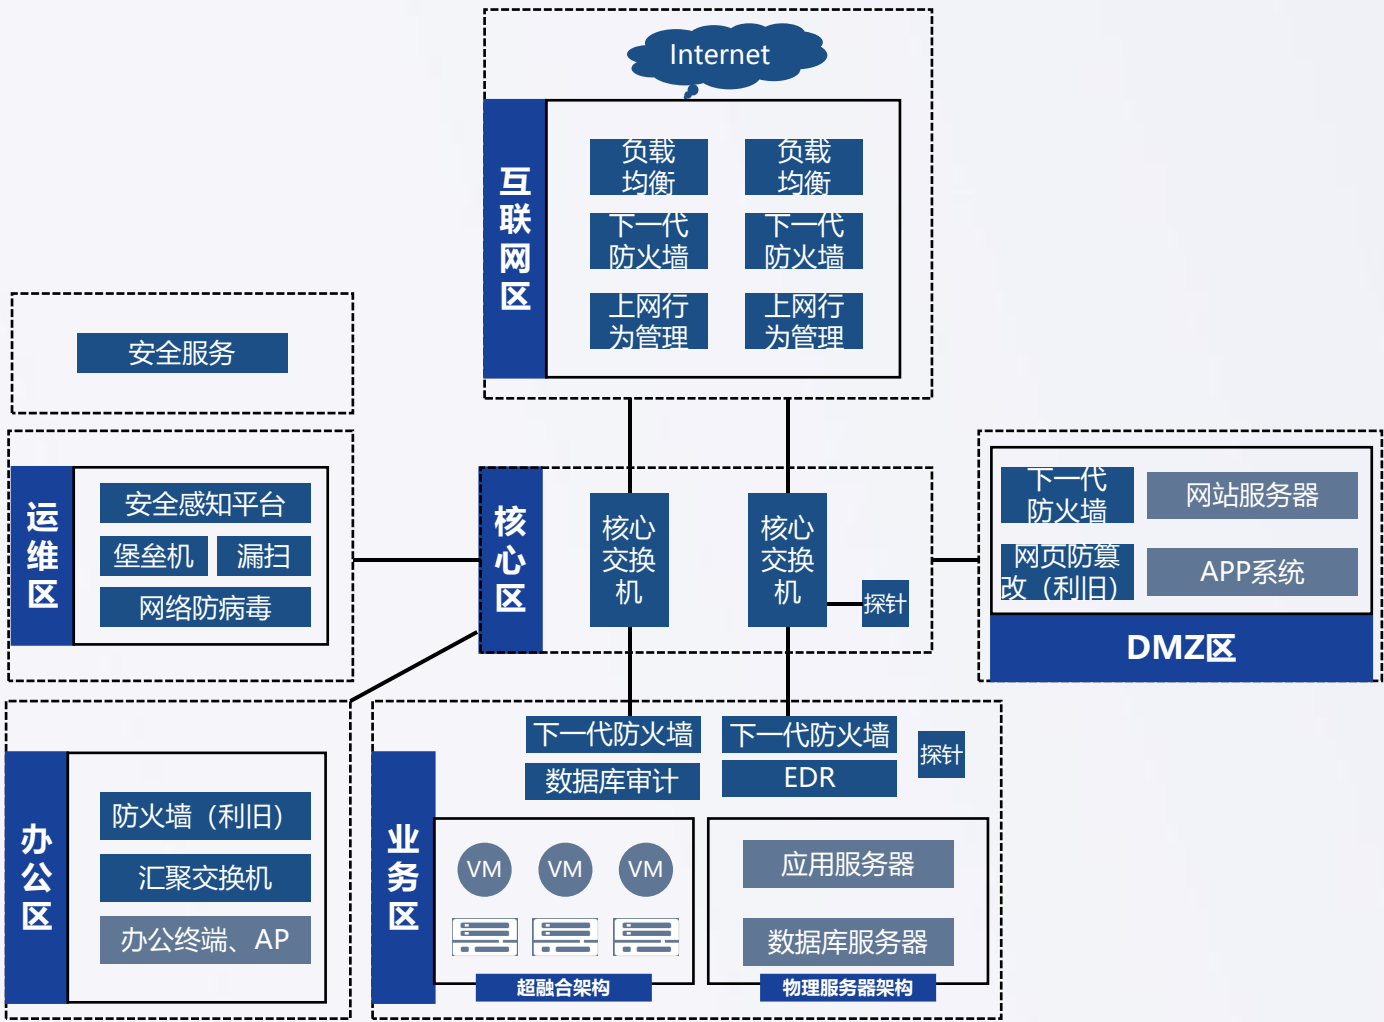 Internet
互联网区
负载
均衡
负载
均衡
下一代
防火墙
下一代
防火墙
上网行
为管理
上网行
为管理
安全服务
运维区
安全感知平台
堡垒机
漏扫
网络防病毒
核心区
核心
交换
机
核心
交换
机
探针
下一代
防火墙
网站服务器
网页防篡
改（利旧）
APP系统
DMZ区
办公区
防火墙（利旧）
汇聚交换机
办公终端、AP
业务区
下一代防火墙
下一代防火墙
探针
数据库审计
EDR
VM
VM
VM
超融合架构
应用服务器
数据库服务器
物理服务器架构